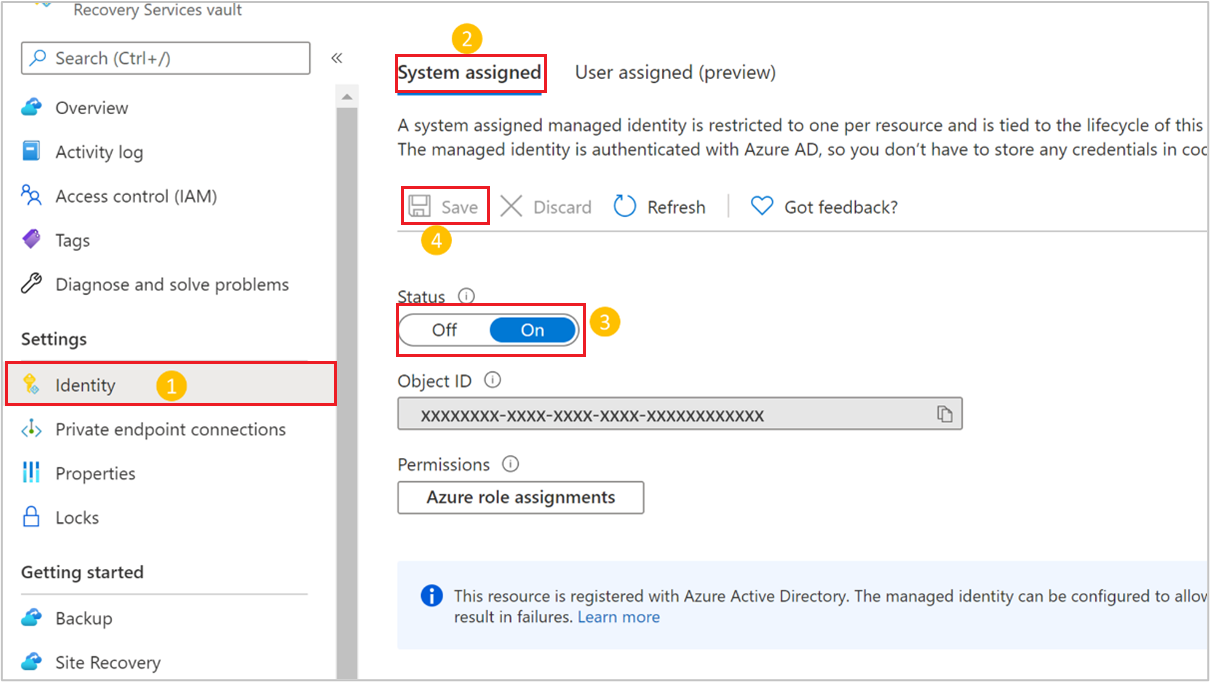 Recovery Services vault
Search (Ctrl+/)
«
Overview
Activity log
Access control (IAM)
Tags
Diagnose and solve problems
Settings
Identity
1
Private endpoint connections
Properties
Locks
Getting started
Backup
Site Recovery
2
System assigned
User assigned (preview)
A system assigned managed identity is restricted to one per resource and is tied to the lifecycle of this
The managed identity is authenticated with Azure AD, so you don't have to store any credentials in
Save
Discard
Refresh
Got feedback?
4
Status
Off
On
3
Object ID
xxxxxxxx-xxxx-xxxx-xxxx-xxxxxxxxxxxx
Permissions
Azure role assignments
This resource is registered with Azure Active Directory. The managed identity can be configured to allow
result in failures. Learn more